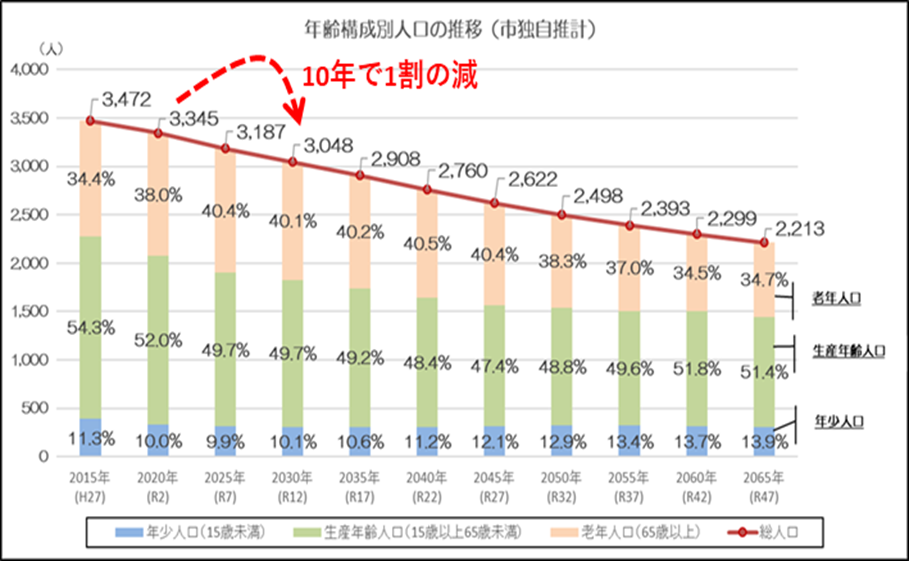 年齢構成別人口の推移（市独自推計）
（人）
10年で1割の減
4,000
3,500
3,000
2,500
2,000
1,500
1,000
500
0
3,472
3,345
3,187
3,048
2,908
2,760
2,622
2,498
2,393
2,299
2,213
34.4%
38.0%
40.4%
40.1%
40.2%
40.5%
40.4%
38.3%
37.0%
34.5%
34.7%
老年人口
54.3%
52.0%
49.7%
49.7%
49.2%
48.4%
47.4%
48.8%
49.6%
51.8%
51.4%
生産年齢人口
11.3%
10.0%
9.9%
10.1%
10.6%
11.2%
12.1%
12.9%
13.4%
13.7%
13.9%
年少人口
2015年
(H27)
2020年
(R2)
2025年
(R7)
2030年
(R12)
2035年
(R17)
2040年
(R22)
2045年
(R27)
2050年
(R32)
2055年
(R37)
2060年
(R42)
2065年
(R47)
年少人口（15歳未満） 生産年齢人口（15歳以上65歳未満） 老年人口（65歳以上） 総人口